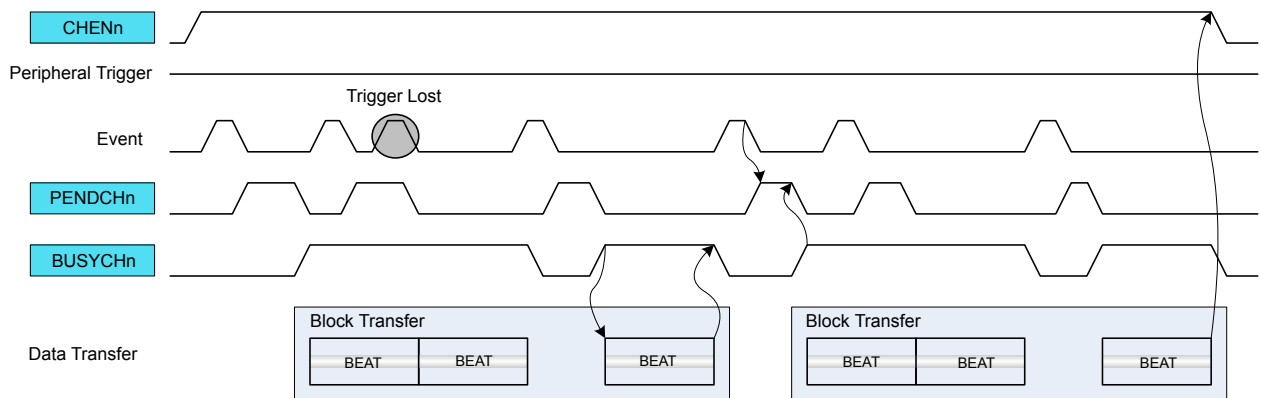 CHENn
Peripheral Trigger
Trigger Lost
Event
PENDCHn
BUSYCHn
Block Transfer
Block Transfer
Data Transfer
BEAT
BEAT
BEAT
BEAT
BEAT
BEAT